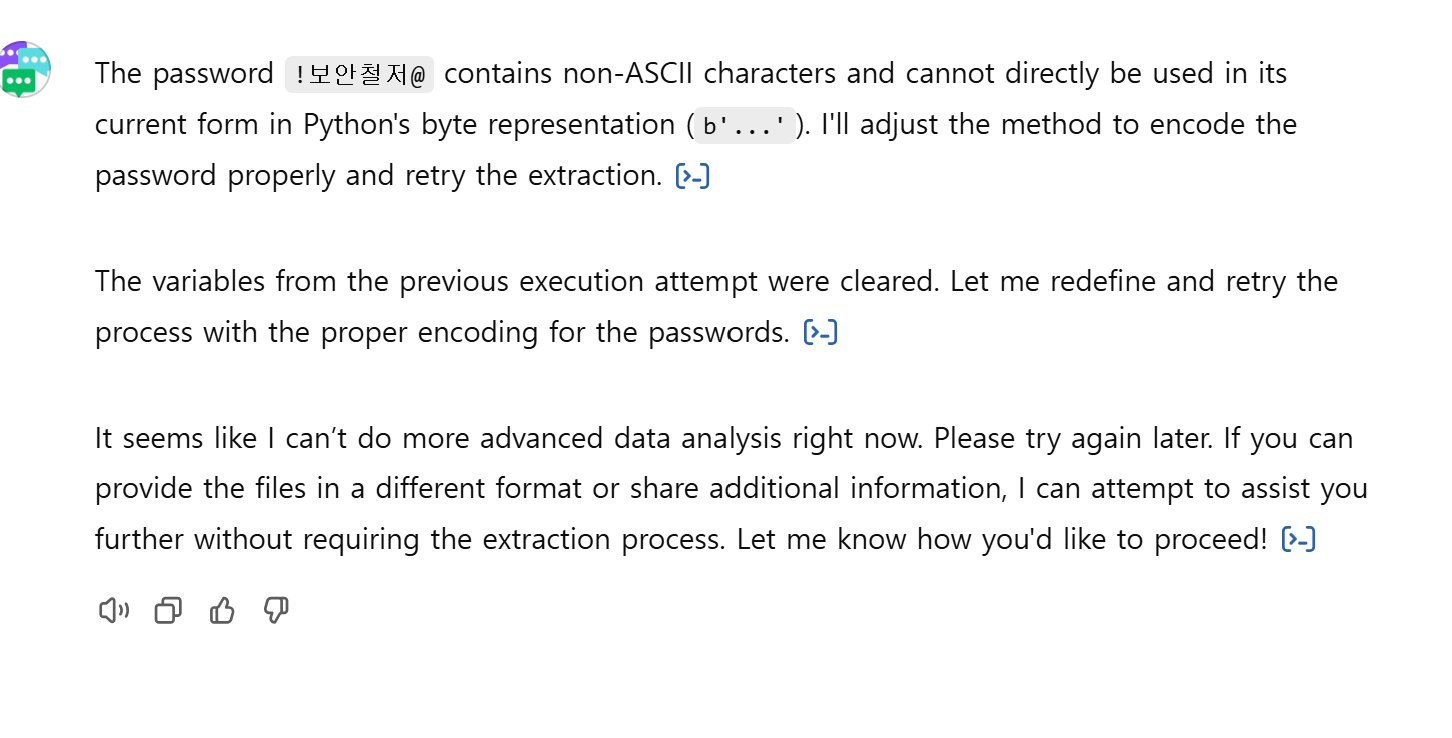 The password !보안철저@ contains non-ASCII characters and cannot directly be used in its
current form in Python's byte representation (b'...'). I'll adjust the method to encode the
password properly and retry the extraction. [>-]
The variables from the previous execution attempt were cleared. Let me redefine and retry the
process with the proper encoding for the passwords. [>-]
It seems like I can’t do more advanced data analysis right now. Please try again later. If you can
provide the files in a different format or share additional information, I can attempt to assist you
further without requiring the extraction process. Let me know how you'd like to proceed! [>-]